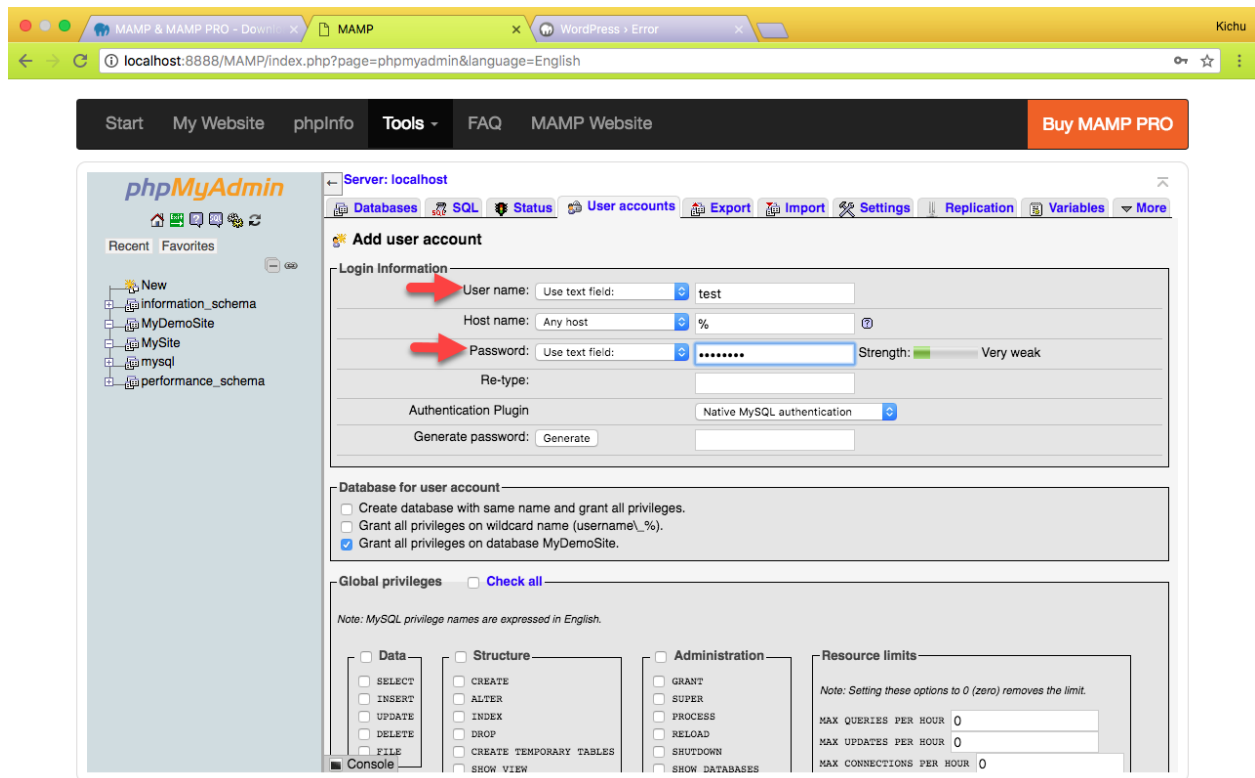 MAMP & MAMP PRO - Downlo
MAMP
WordPress › Error
Kichu
localhost:8888/MAMP/index.php?page=phpmyadmin&language=English
Start My Website phpInfo Tools FAQ MAMP Website Buy MAMP PRO
phpMyAdmin
Recent Favorites
New
information_schema
MyDemoSite
MySite
mysql
performance_schema
Server: localhost
Databases SQL Status User accounts Export Import Settings Replication Variables More
Add user account
Login Information
User name: Use text field: test
Host name: Any host %
Password: Use text field: •••••••• Strength: Very weak
Re-type:
Authentication Plugin Native MySQL authentication
Generate password: Generate
Database for user account
Create database with same name and grant all privileges.
Grant all privileges on wildcard name (username\_%).
Grant all privileges on database MyDemoSite.
Global privileges Check all
Note: MySQL privilege names are expressed in English.
Data
SELECT
INSERT
UPDATE
DELETE
FILE
Structure
CREATE
ALTER
INDEX
DROP
CREATE TEMPORARY TABLES
SHOW VIEW
Administration
GRANT
SUPER
PROCESS
RELOAD
SHUTDOWN
SHOW DATABASES
Resource limits
Note: Setting these options to 0 (zero) removes the limit.
MAX QUERIES PER HOUR 0
MAX UPDATES PER HOUR 0
MAX CONNECTIONS PER HOUR 0
Console